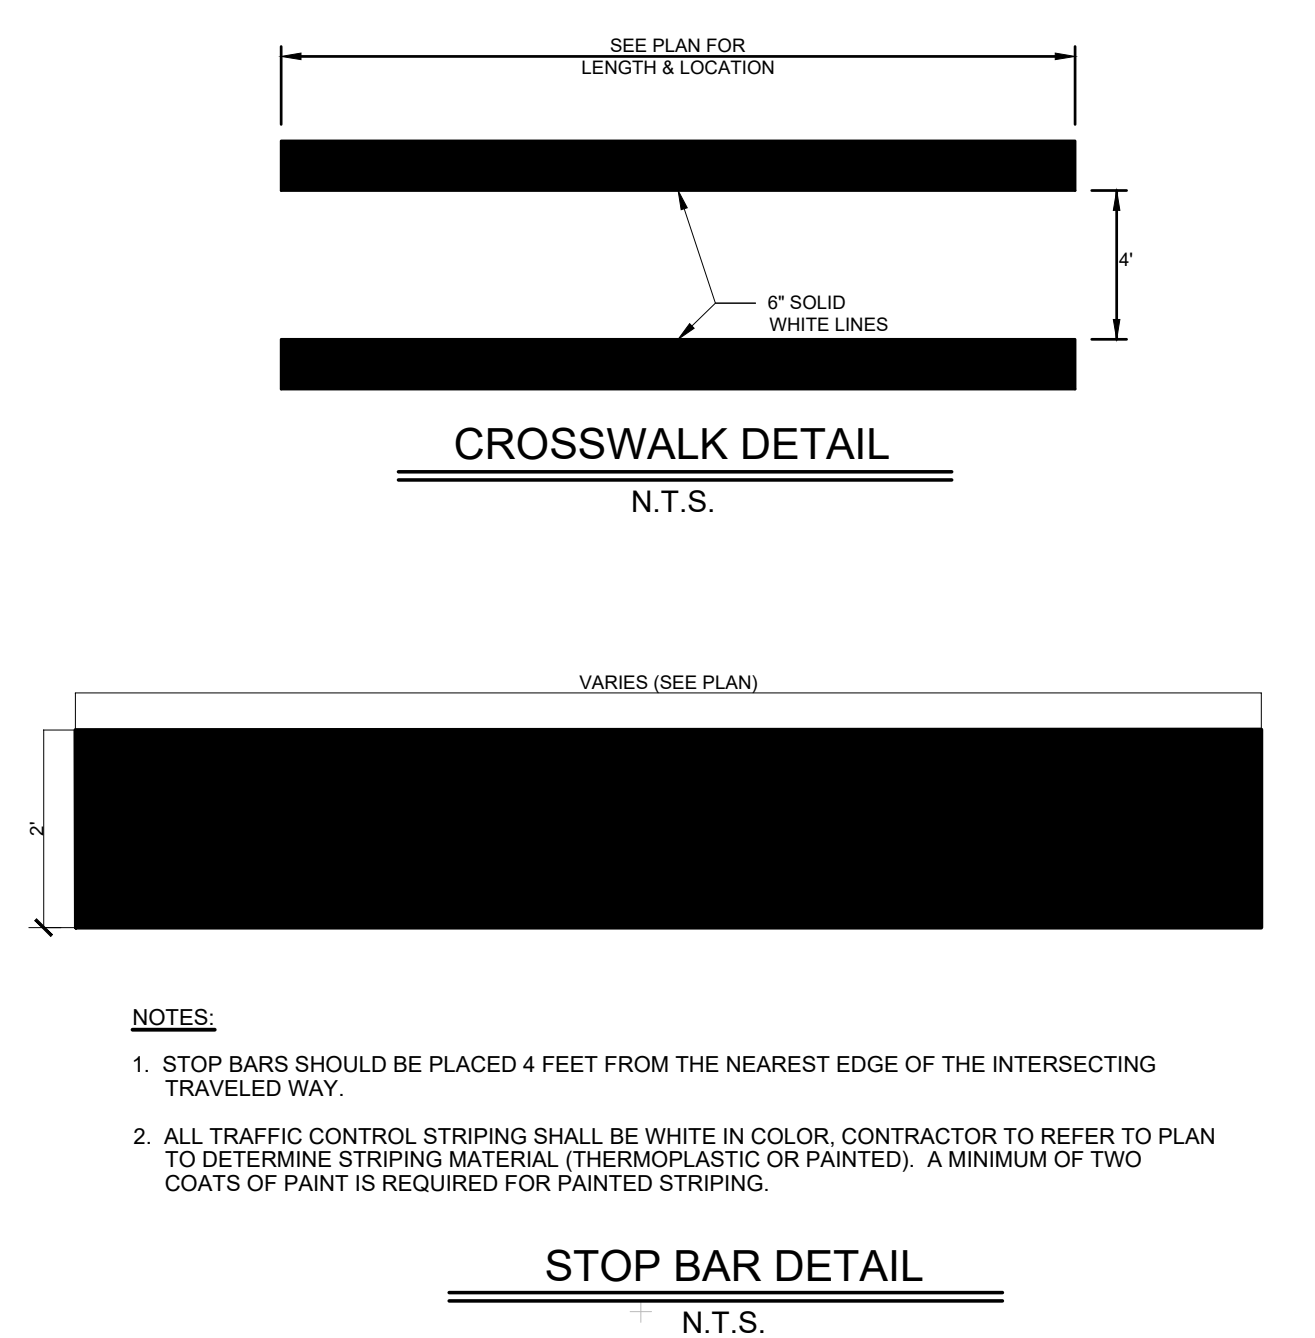 SEE PLAN FOR
LENGTH & LOCATION
4'
6" SOLID
WHITE LINES
CROSSWALK DETAIL
N.T.S.
VARIES (SEE PLAN)
2'
NOTES:
1. STOP BARS SHOULD BE PLACED 4 FEET FROM THE NEAREST EDGE OF THE INTERSECTING
TRAVELED WAY.
2. ALL TRAFFIC CONTROL STRIPING SHALL BE WHITE IN COLOR, CONTRACTOR TO REFER TO PLAN
TO DETERMINE STRIPING MATERIAL (THERMOPLASTIC OR PAINTED). A MINIMUM OF TWO
COATS OF PAINT IS REQUIRED FOR PAINTED STRIPING.
STOP BAR DETAIL
N.T.S.